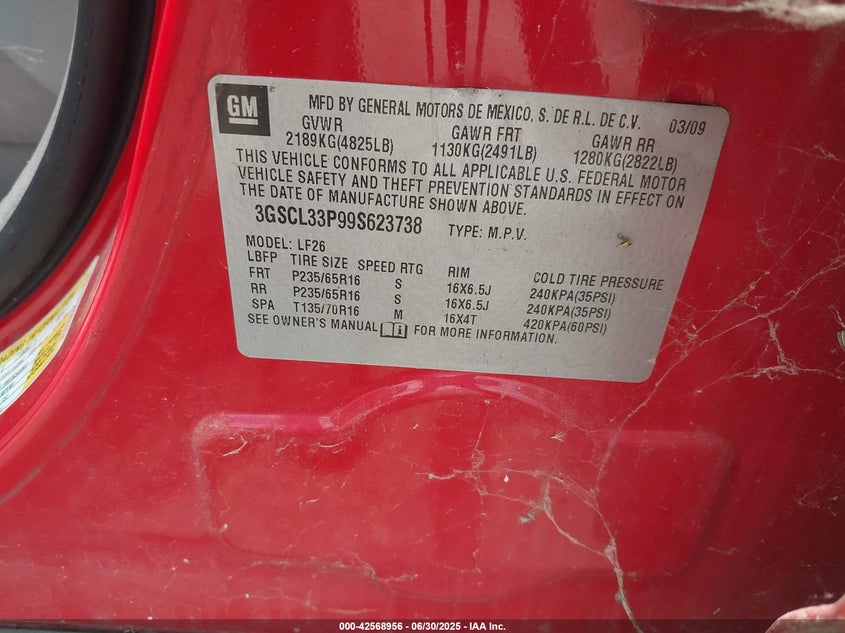 GM
MFD BY GENERAL MOTORS DE MEXICO, S. DE R.L. DE C.V. 03/09
GVWR GAWR FRT GAWR RR
2189KG(4825LB) 1130KG(2491LB) 1280KG(2822LB)
THIS VEHICLE CONFORMS TO ALL APPLICABLE U.S. FEDERAL MOTOR
VEHICLE SAFETY AND THEFT PREVENTION STANDARDS IN EFFECT ON
THE DATE OF MANUFACTURE SHOWN ABOVE.
3GSCL33P99S623738 TYPE: M.P.V.
MODEL: LF26
LBFP TIRE SIZE SPEED RTG RIM COLD TIRE PRESSURE
FRT P235/65R16 S 16X6.5J 240KPA(35PSI)
RR P235/65R16 S 16X6.5J 240KPA(35PSI)
SPA T135/70R16 M 16X4T 420KPA(60PSI)
SEE OWNER'S MANUAL FOR MORE INFORMATION.
000-42568956 - 06/30/2025 - IAA Inc.